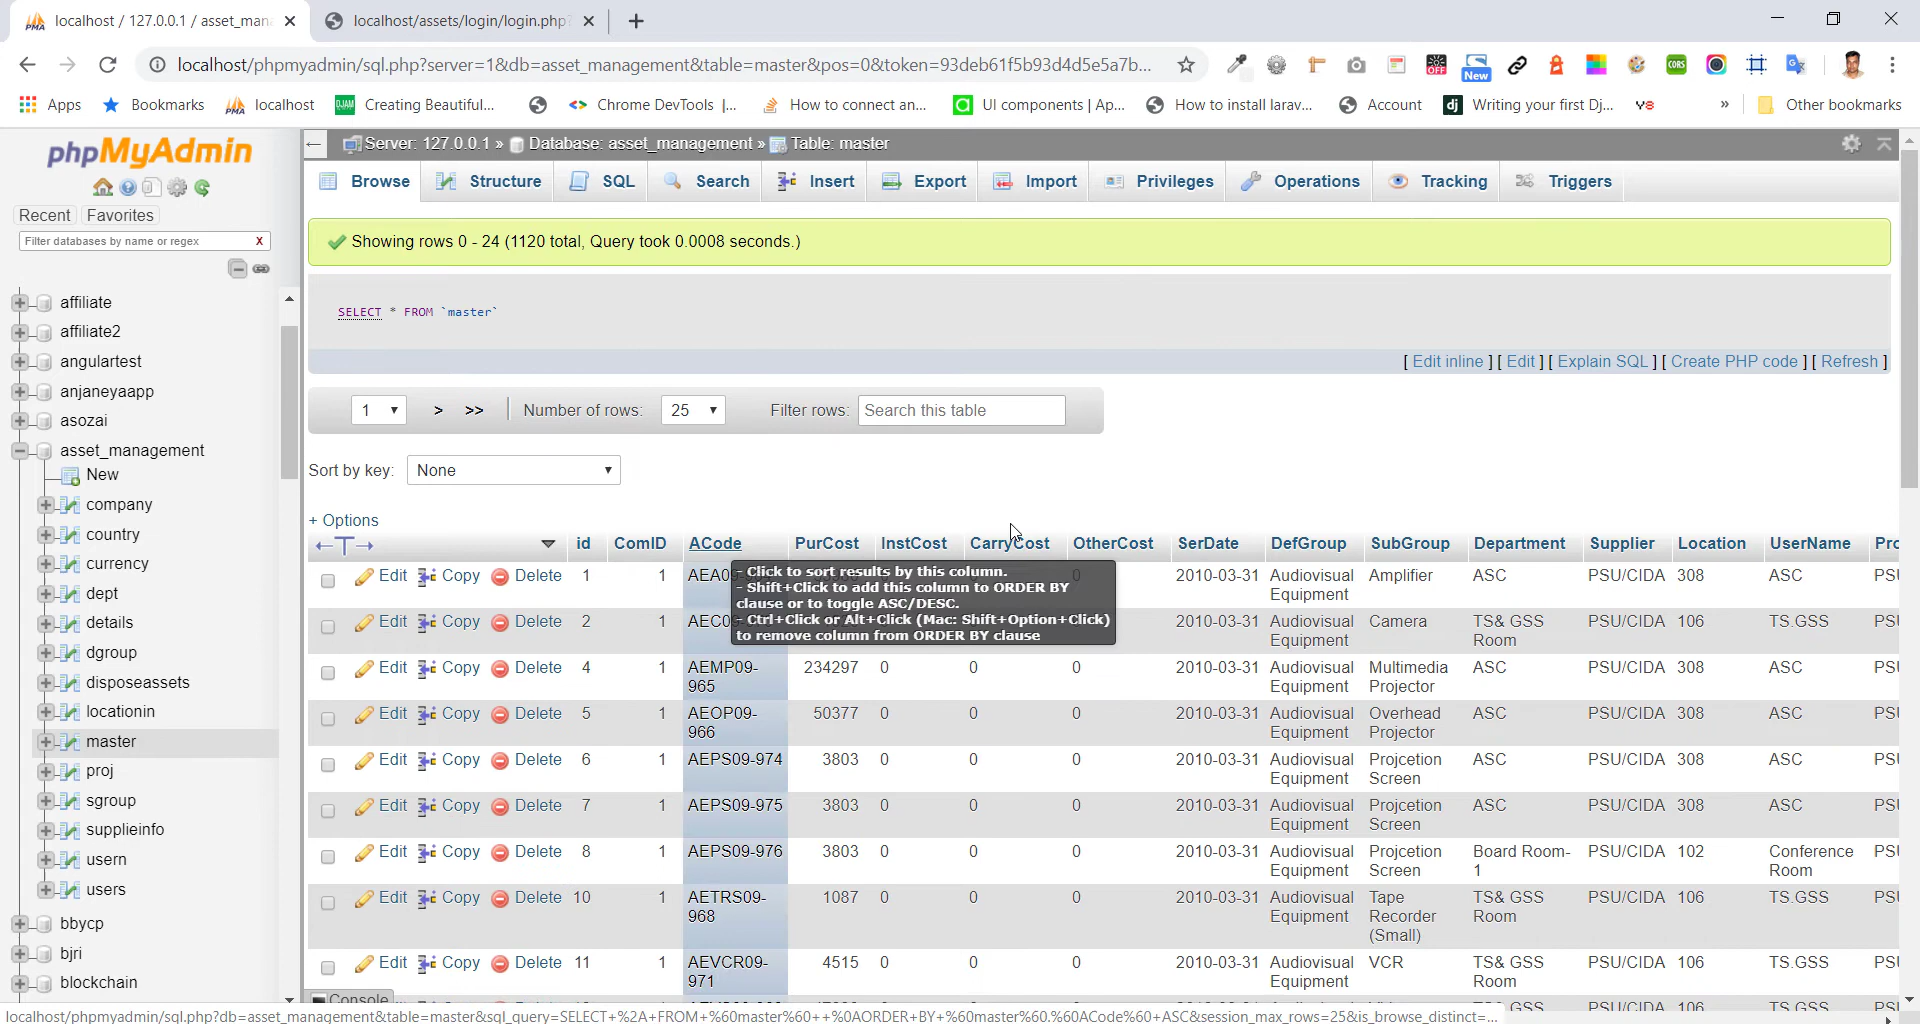 localhost / 127.0.0.1 / asset_man
localhost/assets/login/login.php?
localhost/phpmyadmin/sql.php?server=1&db=asset_management&table=master&pos=0&token=93deb61f5b93d4d5e5a7b...
OFF
New
CORS
Apps
Bookmarks
localhost
Creating Beautiful...
Chrome DevTools |...
How to connect an...
UI components | Ap...
How to install larav...
Account
Writing your first Dj...
»
Other bookmarks
phpMyAdmin
Recent
Favorites
Filter databases by name or regex
X
affiliate
affiliate2
angulartest
anjaneyaapp
asozai
asset_management
New
company
country
currency
dept
details
dgroup
disposeassets
locationin
master
proj
sgroup
supplieinfo
usern
users
bbycp
bjri
blockchain
Server: 127.0.0.1 » Database: asset_management » Table: master
Browse Structure SQL Search Insert Export Import Privileges Operations Tracking Triggers
Showing rows 0 - 24 (1120 total, Query took 0.0008 seconds.)
SELECT * FROM `master`
[ Edit inline ] [ Edit ] [ Explain SQL ] [ Create PHP code ] [ Refresh ]
1 > >> Number of rows: 25 Filter rows: Search this table
Sort by key: None
+ Options
id ComID ACode PurCost InstCost CarryCost OtherCost SerDate DefGroup SubGroup Department Supplier Location UserName Pro
- Click to sort results by this column.
- Shift+Click to add this column to ORDER BY
clause or to toggle ASC/DESC.
- Ctrl+Click or Alt+Click (Mac: Shift+Option+Click)
to remove column from ORDER BY clause
Edit Copy Delete 1 1 AEA09- 0 2010-03-31 Audiovisual Amplifier ASC PSU/CIDA 308 ASC PSU
Equipment
Edit Copy Delete 2 1 AEC0 2010-03-31 Audiovisual Camera TS& GSS PSU/CIDA 106 TS.GSS PSU
Equipment Room
Edit Copy Delete 4 1 AEMP09- 234297 0 0 0 2010-03-31 Audiovisual Multimedia ASC PSU/CIDA 308 ASC PSU
965 Equipment Projector
Edit Copy Delete 5 1 AEOP09- 50377 0 0 0 2010-03-31 Audiovisual Overhead ASC PSU/CIDA 308 ASC PSU
966 Equipment Projector
Edit Copy Delete 6 1 AEPS09-974 3803 0 0 0 2010-03-31 Audiovisual Projcetion ASC PSU/CIDA 308 ASC PSU
Equipment Screen
Edit Copy Delete 7 1 AEPS09-975 3803 0 0 0 2010-03-31 Audiovisual Projcetion ASC PSU/CIDA 308 ASC PSU
Equipment Screen
Edit Copy Delete 8 1 AEPS09-976 3803 0 0 0 2010-03-31 Audiovisual Projcetion Board Room- PSU/CIDA 102 Conference PSU
Equipment Screen 1 Room
Edit Copy Delete 10 1 AETRS09- 1087 0 0 0 2010-03-31 Audiovisual Tape TS& GSS PSU/CIDA 106 TS.GSS PSU
968 Equipment Recorder Room
(Small)
Edit Copy Delete 11 1 AEVCR09- 4515 0 0 0 2010-03-31 Audiovisual VCR TS& GSS PSU/CIDA 106 TS.GSS PSU
971 Equipment Room
Console
localhost/phpmyadmin/sql.php?db=asset_management&table=master&sql_query=SELECT+%2A+FROM+%60master%60++%0AORDER+BY+%60master%60.%60ACode%60+ASC&session_max_rows=25&is_browse_distinct=...